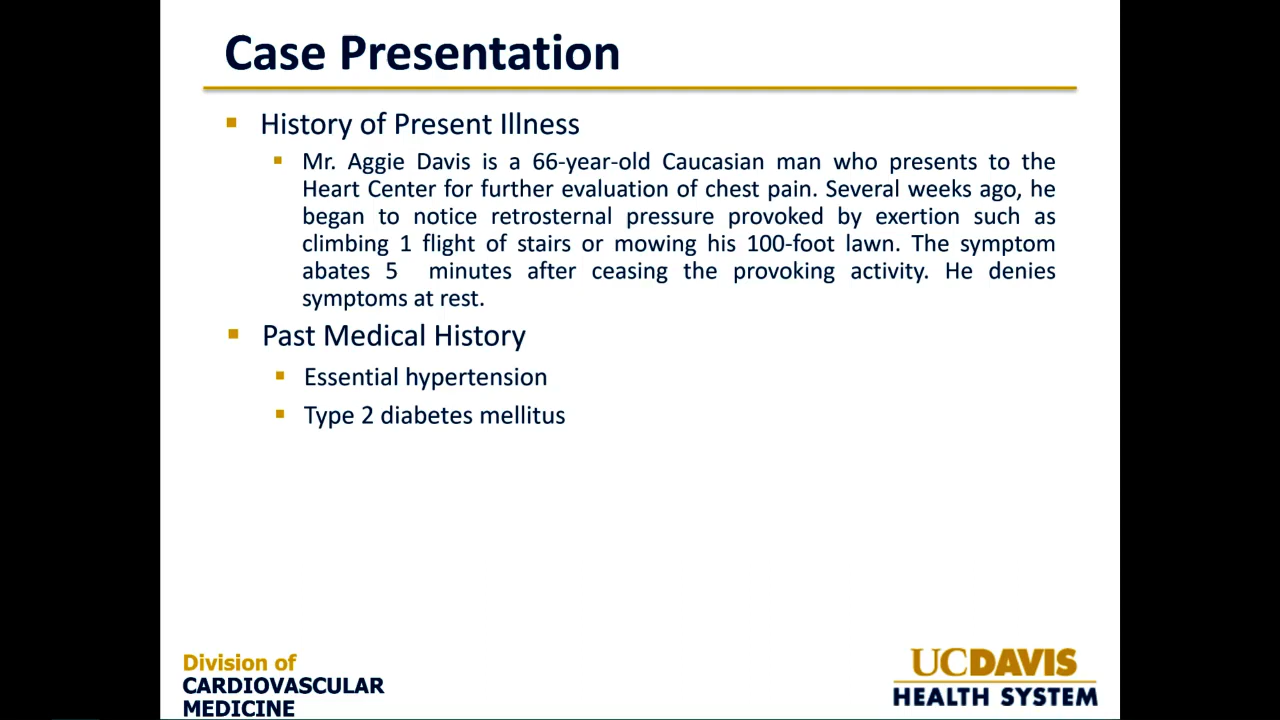 Case Presentation
History of Present Illness
Mr. Aggie Davis is a 66-year-old Caucasian man who presents to the
Heart Center for further evaluation of chest pain. Several weeks ago, he
began to notice retrosternal pressure provoked by exertion such as
climbing 1 flight of stairs or mowing his 100-foot lawn. The symptom
abates 5 minutes after ceasing the provoking activity. He denies
symptoms at rest.
Past Medical History
Essential hypertension
Type 2 diabetes mellitus
Division of
CARDIOVASCULAR
MEDICINE
UCDAVIS
HEALTH SYSTEM